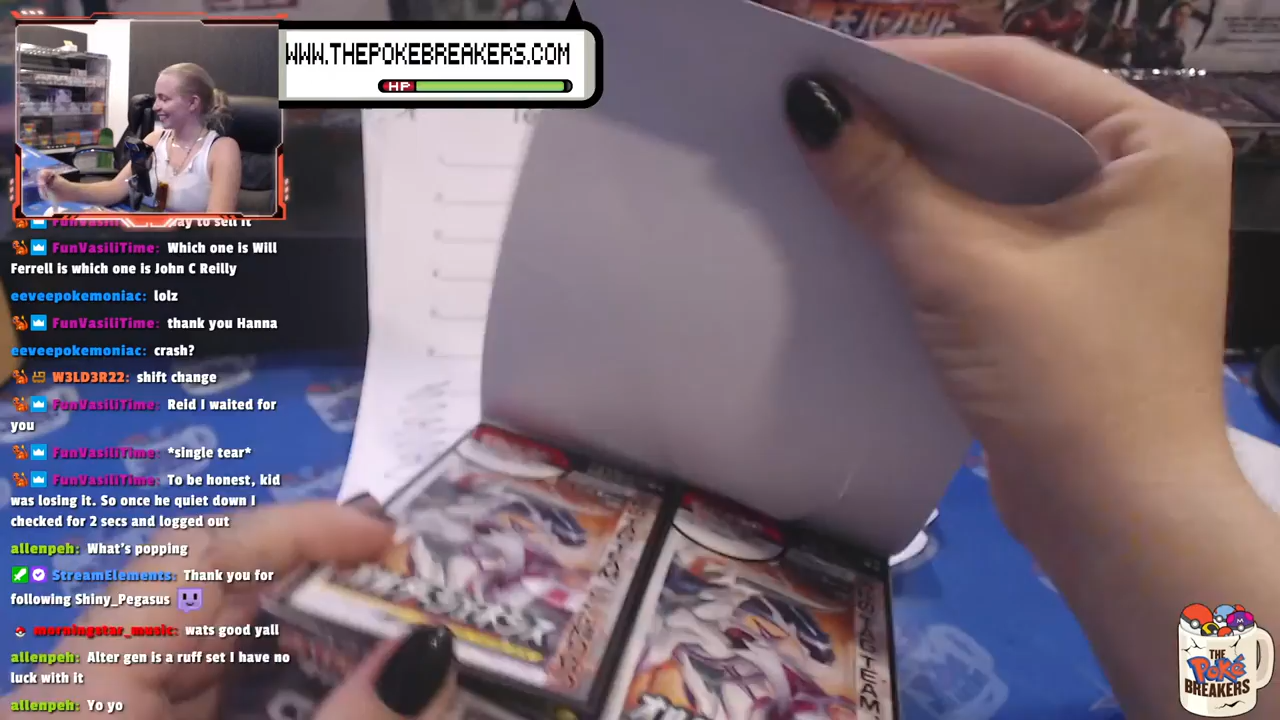 WWW.THEPOKEBREAKERS.COM
HP
FunVasiliTime: way to sell it
FunVasiliTime: Which one is Will
Ferrell is which one is John C Reilly
eeveepokemoniac: lolz
FunVasiliTime: thank you Hanna
eeveepokemoniac: crash?
W3LD3R22: shift change
FunVasiliTime: Reid I waited for
you
FunVasiliTime: *single tear*
FunVasiliTime: To be honest, kid
was losing it. So once he quiet down I
checked for 2 secs and logged out
allenpeh: What's popping
StreamElements: Thank you for
following Shiny_Pegasus
morningstar_music: wats good yall
allenpeh: Alter gen is a ruff set I have no
luck with it
allenpeh: Yo yo
THE
Poké
BREAKERS